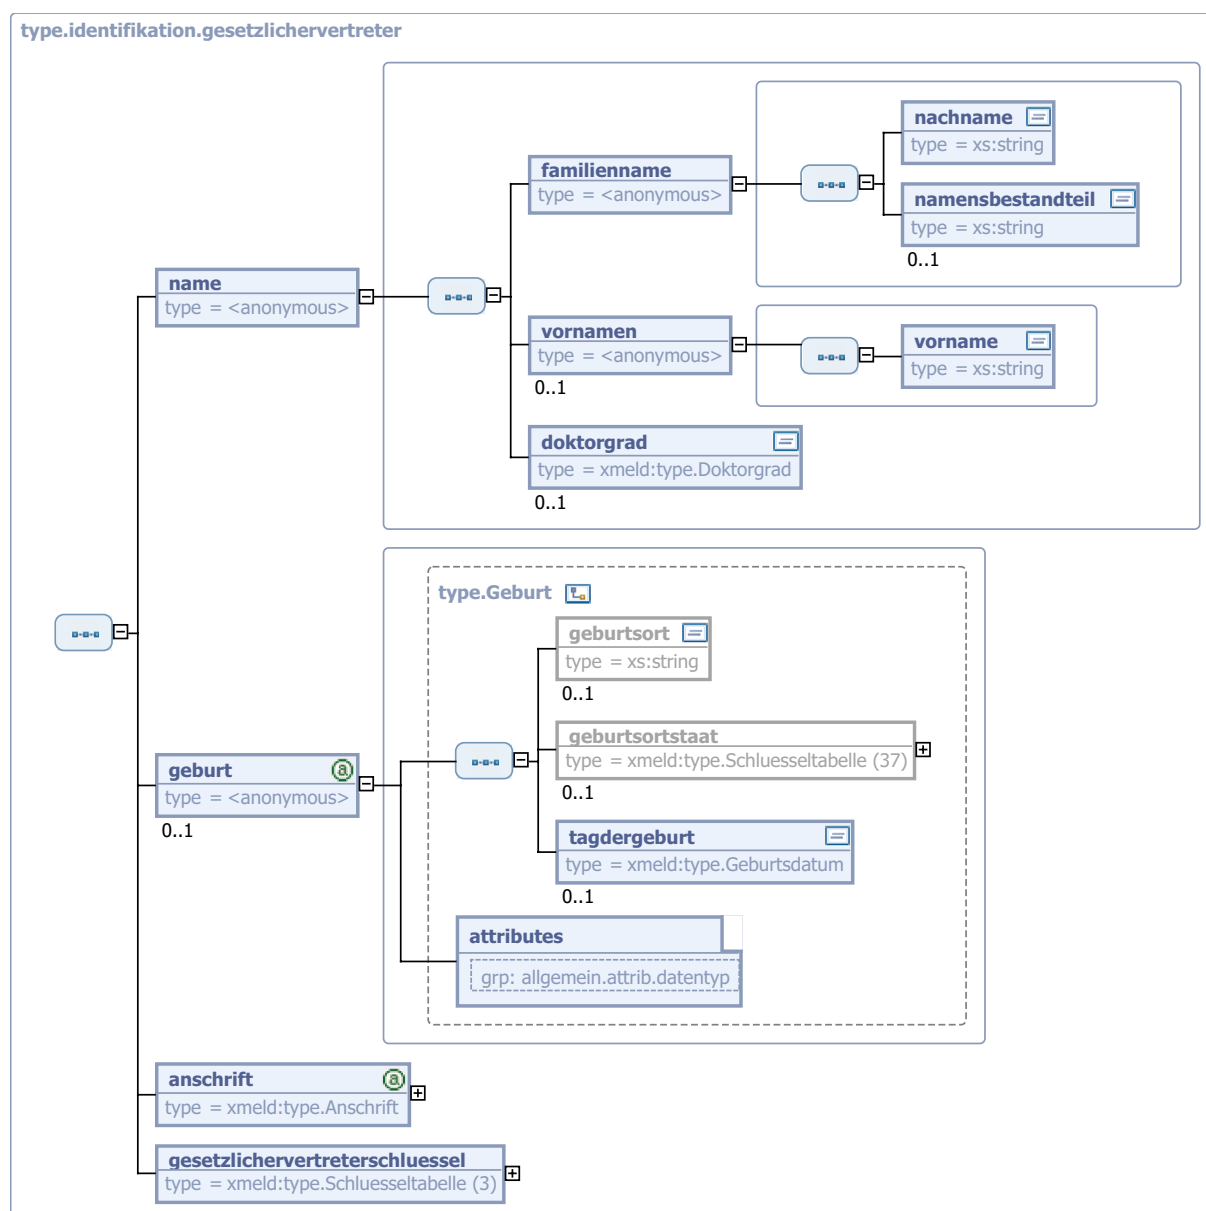 type.identifikation.gesetzlichervertreter
nachname
type = xs:string
familienname
type = <anonymous>
namensbestandteil
type = xs:string
0..1
name
type = <anonymous>
vornamen
type = <anonymous>
0..1
vorname
type = xs:string
doktorgrad
type = xmeld:type.Doktorgrad
0..1
type.Geburt
geburtsort
type = xs:string
0..1
geburtsortstaat
type = xmeld:type.Schluesseltabelle (37)
0..1
geburt
type = <anonymous>
0..1
tagdergeburt
type = xmeld:type.Geburtsdatum
0..1
attributes
grp: allgemein.attrib.datentyp
anschrift
type = xmeld:type.Anschrift
gesetzlichervertreterschluessel
type = xmeld:type.Schluesseltabelle (3)